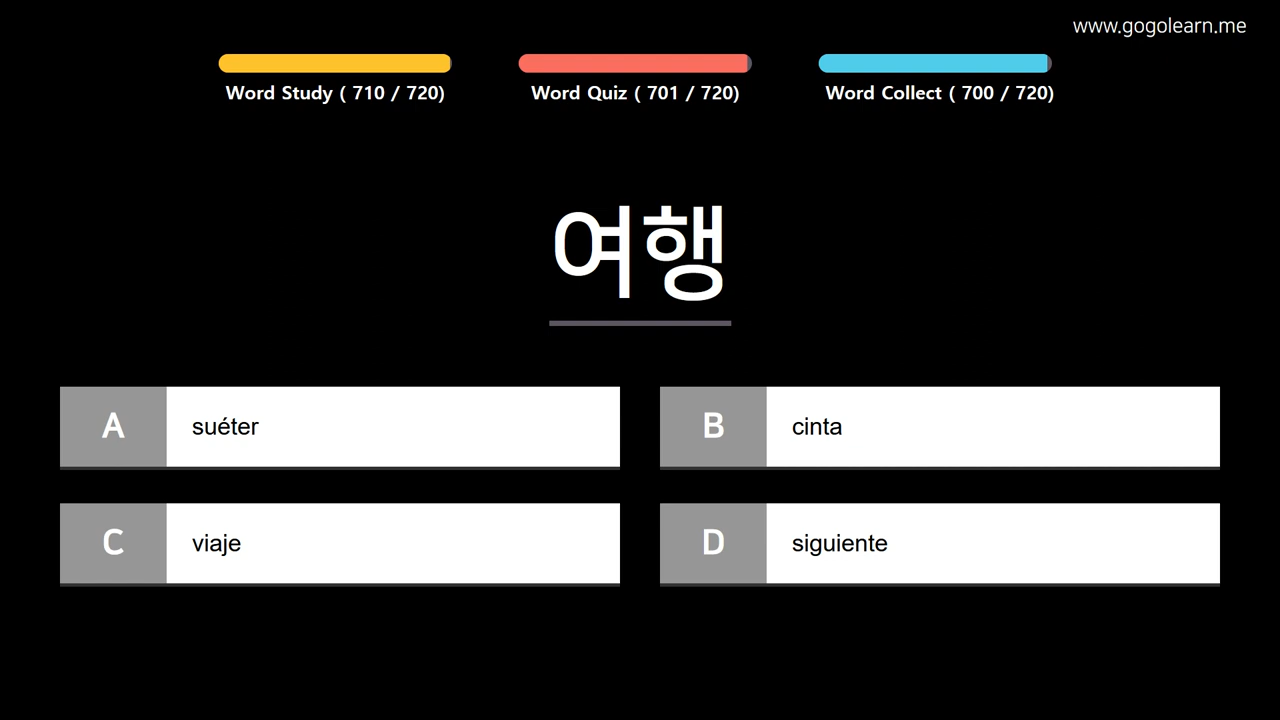 www.gogolearn.me
Word Study ( 710 / 720)
Word Quiz ( 701 / 720)
Word Collect ( 700 / 720)
여행
A
suéter
B
cinta
C
viaje
D
siguiente